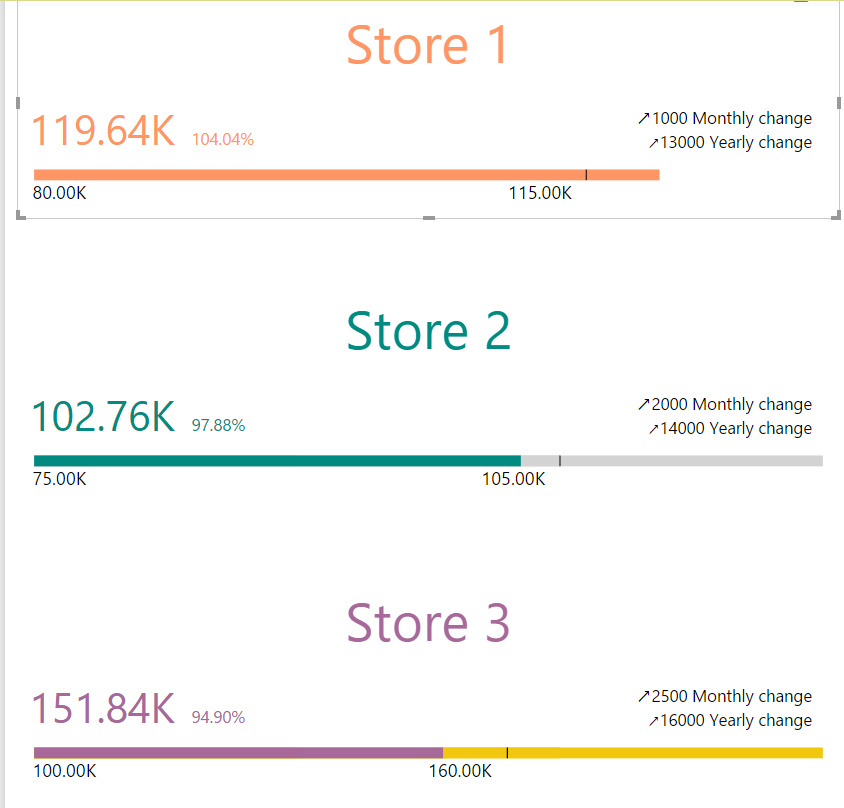 Store 1
119.64K 104.04%
↗1000 Monthly change
↗13000 Yearly change
80.00K 115.00K
Store 2
102.76K 97.88%
↗2000 Monthly change
↗14000 Yearly change
75.00K 105.00K
Store 3
151.84K 94.90%
↗2500 Monthly change
↗16000 Yearly change
100.00K 160.00K